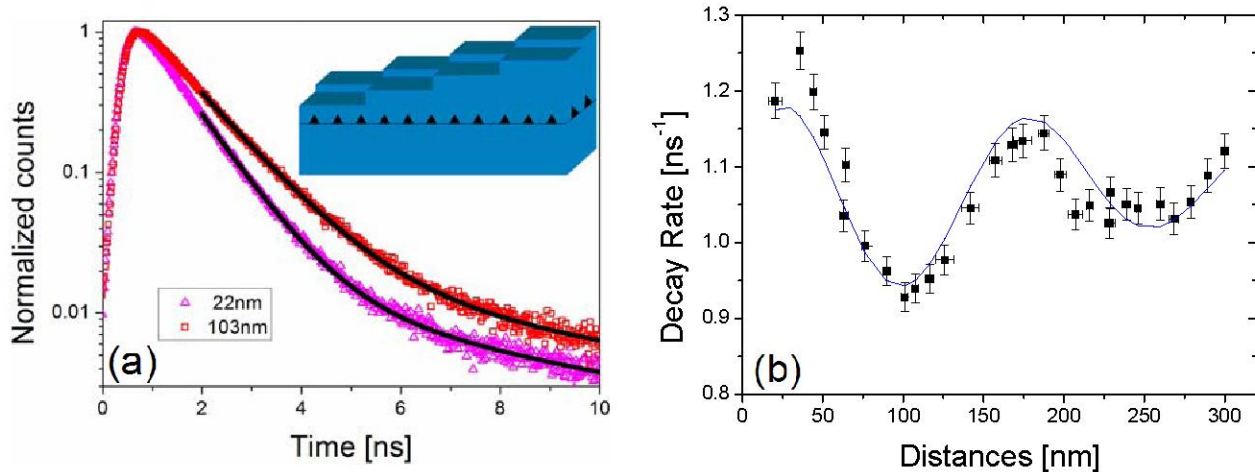 1
0.1
0.01
Normalized counts
22nm
103nm
(a)
0
2
4
6
8
10
Time [ns]
1.3
1.2
1.1
1.0
0.9
0.8
Decay Rate [ns⁻¹]
(b)
0
50
100
150
200
250
300
Distances [nm]